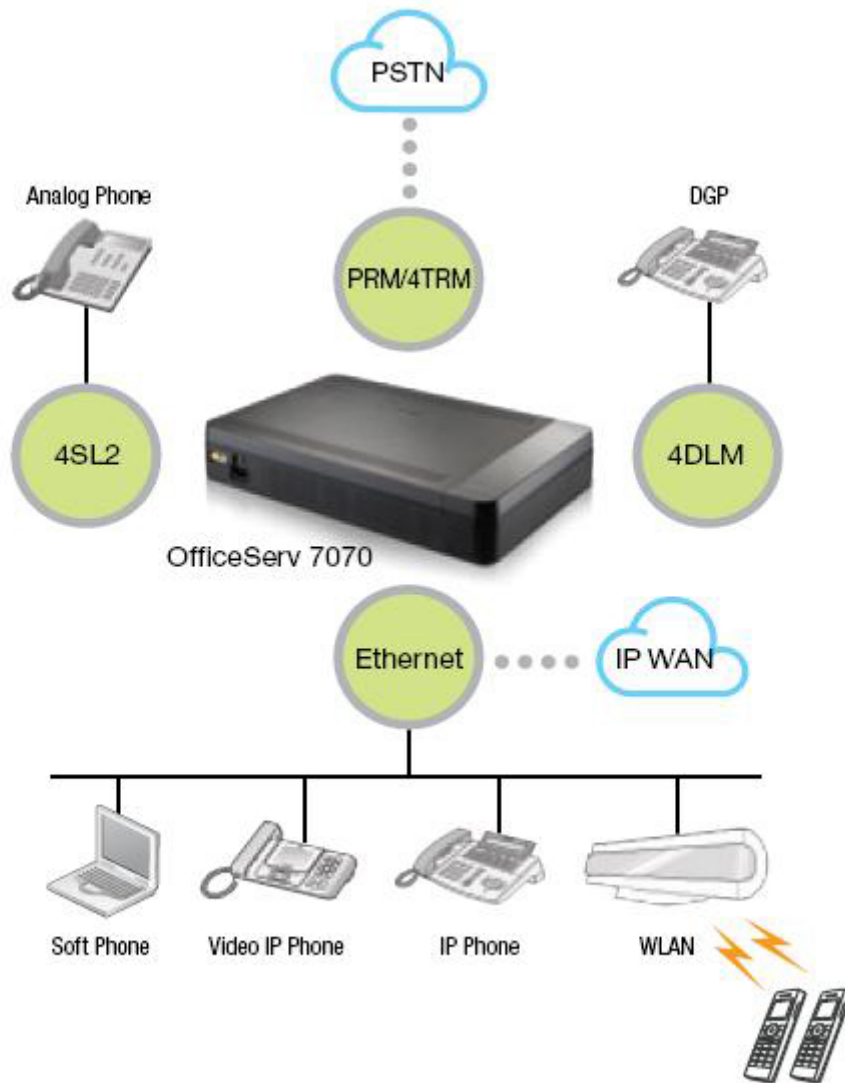 PSTN
Analog Phone
DGP
PRM/4TRM
4SL2
4DLM
OfficeServ 7070
Ethernet
IP WAN
Soft Phone
Video IP Phone
IP Phone
WLAN